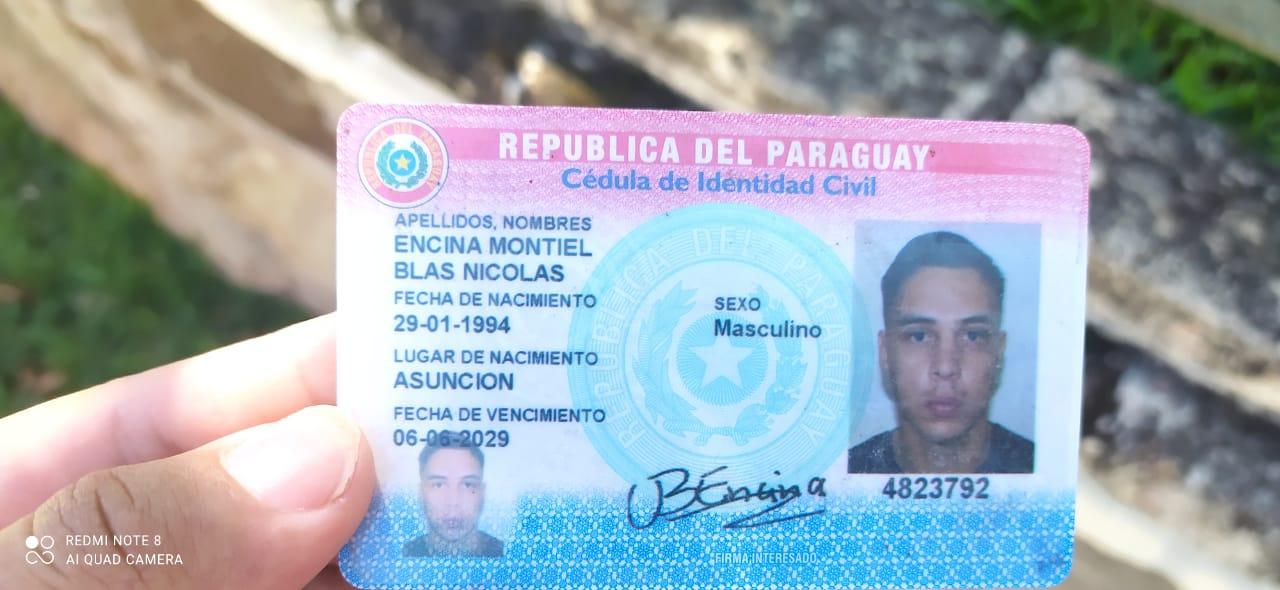 REPUBLICA DEL PARAGUAY
Cédula de Identidad Civil
APELLIDOS, NOMBRES
ENCINA MONTIEL
BLAS NICOLAS
FECHA DE NACIMIENTO
29-01-1994
SEXO
Masculino
LUGAR DE NACIMIENTO
ASUNCION
FECHA DE VENCIMIENTO
06-06-2029
REPUBLICA DEL PARAGUAY
BEncina
4823792
FIRMA INTERESADO
REDMI NOTE 8
AI QUAD CAMERA